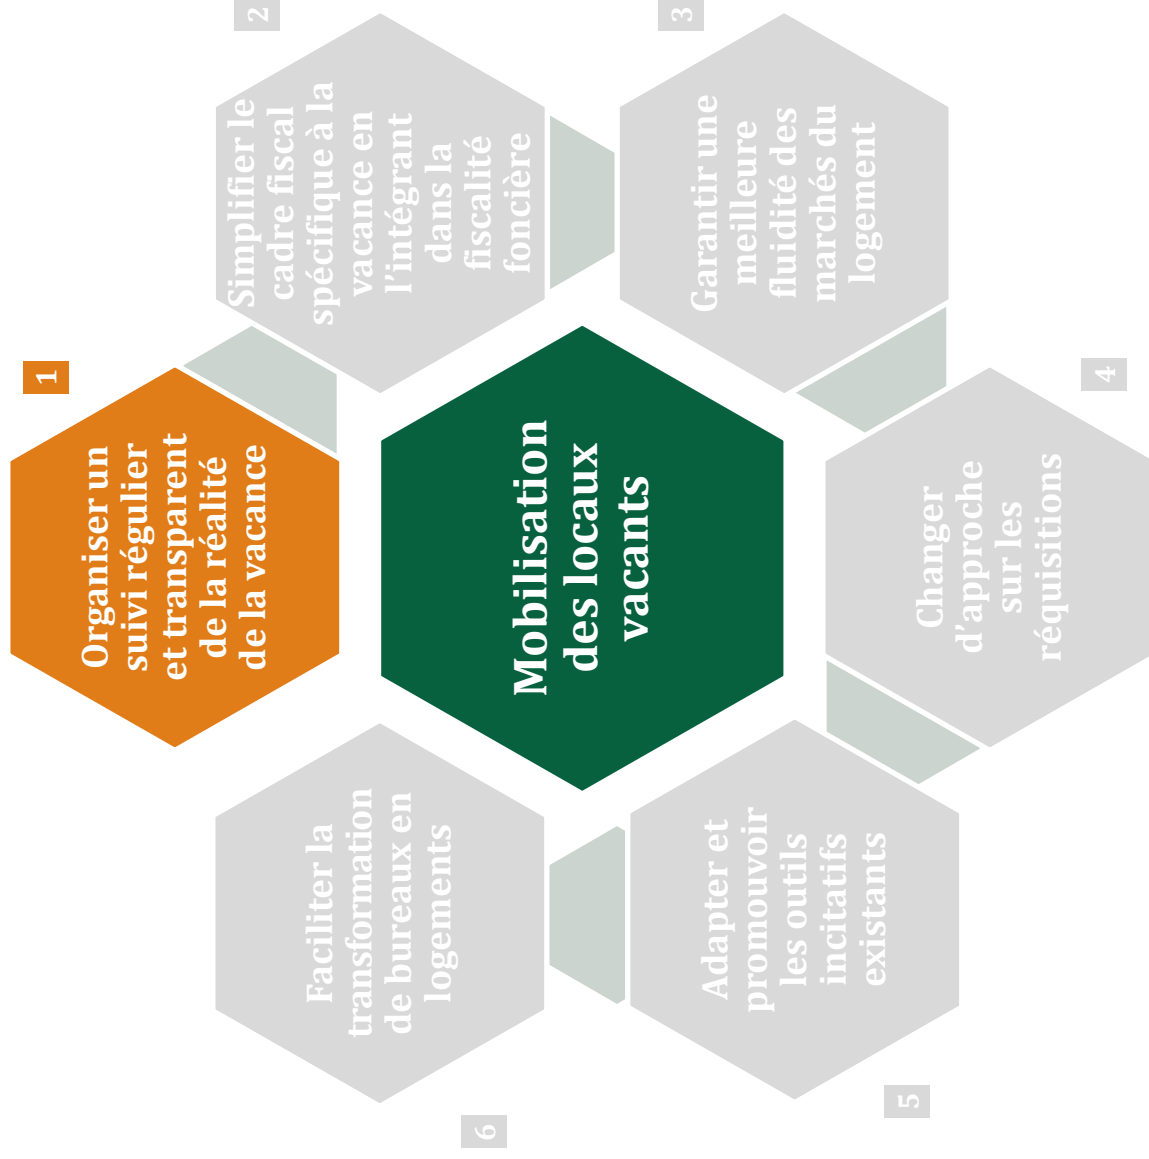 Mobilisation
des locaux
vacants
1
Organiser un
suivi régulier
et transparent
de la réalité
de la vacance
2
Simplifier le
cadre fiscal
spécifique à la
vacance en
l’intégrant
dans la
fiscalité
foncière
3
Garantir une
meilleure
fluidité des
marchés du
logement
4
Changer
d’approche
sur les
réquisitions
5
Adapter et
promouvoir
les outils
incitatifs
existants
6
Faciliter la
transformation
de bureaux en
logements